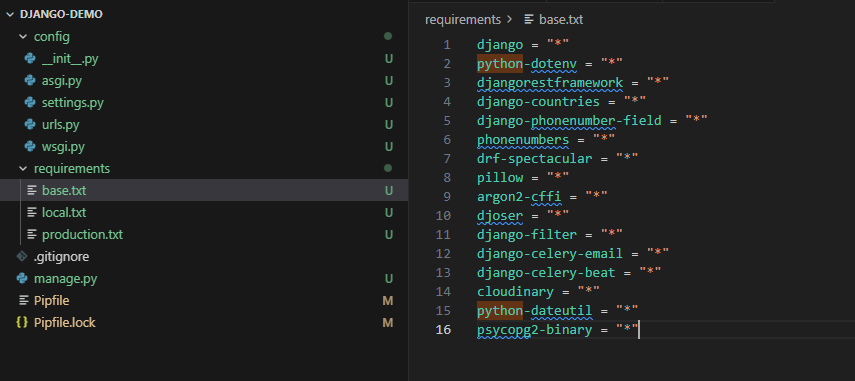 DJANGO-DEMO
config
__init__.py U
asgi.py U
settings.py U
urls.py U
wsgi.py U
requirements
base.txt U
local.txt U
production.txt U
.gitignore
manage.py U
Pipfile M
{} Pipfile.lock M
requirements > base.txt
1 django = "*"
2 python-dotenv = "*"
3 djangorestframework = "*"
4 django-countries = "*"
5 django-phonenumber-field = "*"
6 phonenumbers = "*"
7 drf-spectacular = "*"
8 pillow = "*"
9 argon2-cffi = "*"
10 djoser = "*"
11 django-filter = "*"
12 django-celery-email = "*"
13 django-celery-beat = "*"
14 cloudinary = "*"
15 python-dateutil = "*"
16 psycopg2-binary = "*"